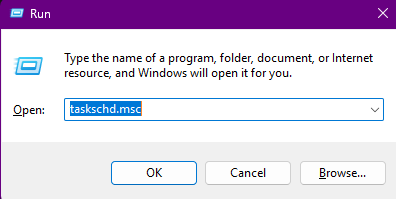 Run
Type the name of a program, folder, document, or Internet
resource, and Windows will open it for you.
Open: taskschd.msc
OK Cancel Browse...